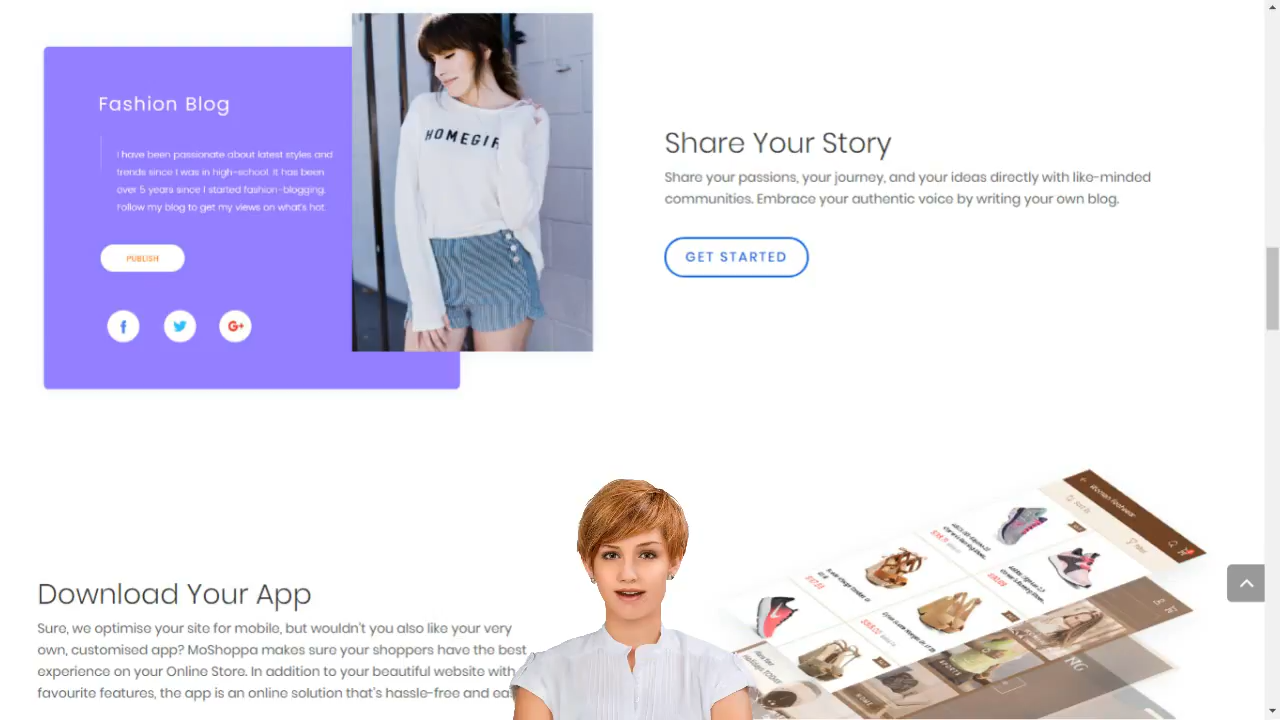 Fashion Blog
I have been passionate about latest styles and
trends since I was in high-school. It has been
over 5 years since I started fashion-blogging.
Follow my blog to get my views on what's hot.
PUBLISH
HOMEGIR
Share Your Story
Share your passions, your journey, and your ideas directly with like-minded
communities. Embrace your authentic voice by writing your own blog.
GET STARTED
Women Footwear
Download Your App
Sure, we optimise your site for mobile, but wouldn't you also like your very
own, customised app? MoShoppa makes sure your shoppers have the best
experience on your Online Store. In addition to your beautiful website with
favourite features, the app is an online solution that's hassle-free and